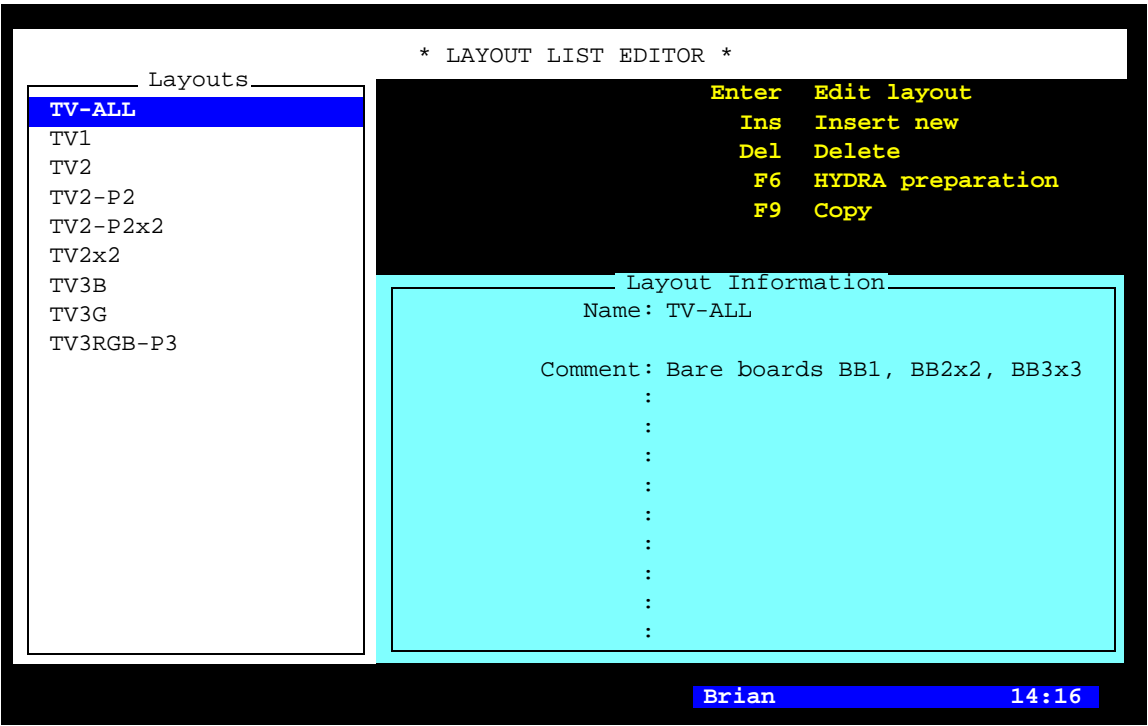 * LAYOUT LIST EDITOR *
Layouts
TV-ALL
TV1
TV2
TV2-P2
TV2-P2x2
TV2x2
TV3B
TV3G
TV3RGB-P3
Enter Edit layout
Ins Insert new
Del Delete
F6 HYDRA preparation
F9 Copy
Layout Information
Name: TV-ALL
Comment: Bare boards BB1, BB2x2, BB3x3
:
:
:
:
:
:
:
:
:
Brian 14:16